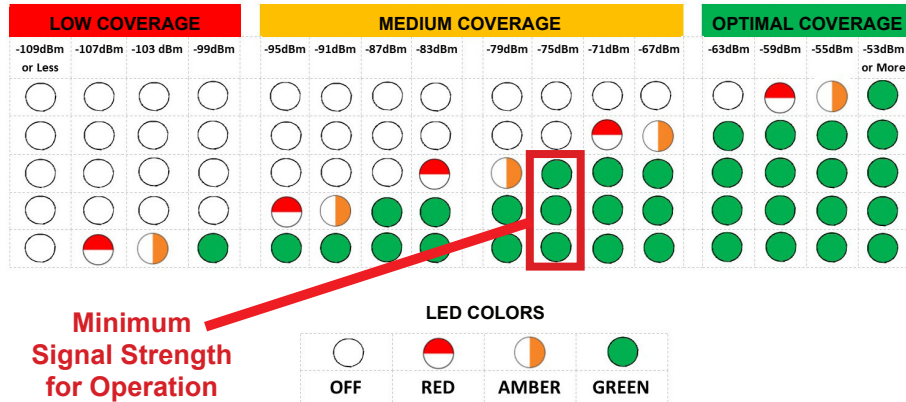 LOW COVERAGE MEDIUM COVERAGE OPTIMAL COVERAGE
-109dBm -107dBm -103 dBm -99dBm -95dBm -91dBm -87dBm -83dBm -79dBm -75dBm -71dBm -67dBm -63dBm -59dBm -55dBm -53dBm
or Less or More
Minimum
Signal Strength
for Operation
LED COLORS
OFF RED AMBER GREEN